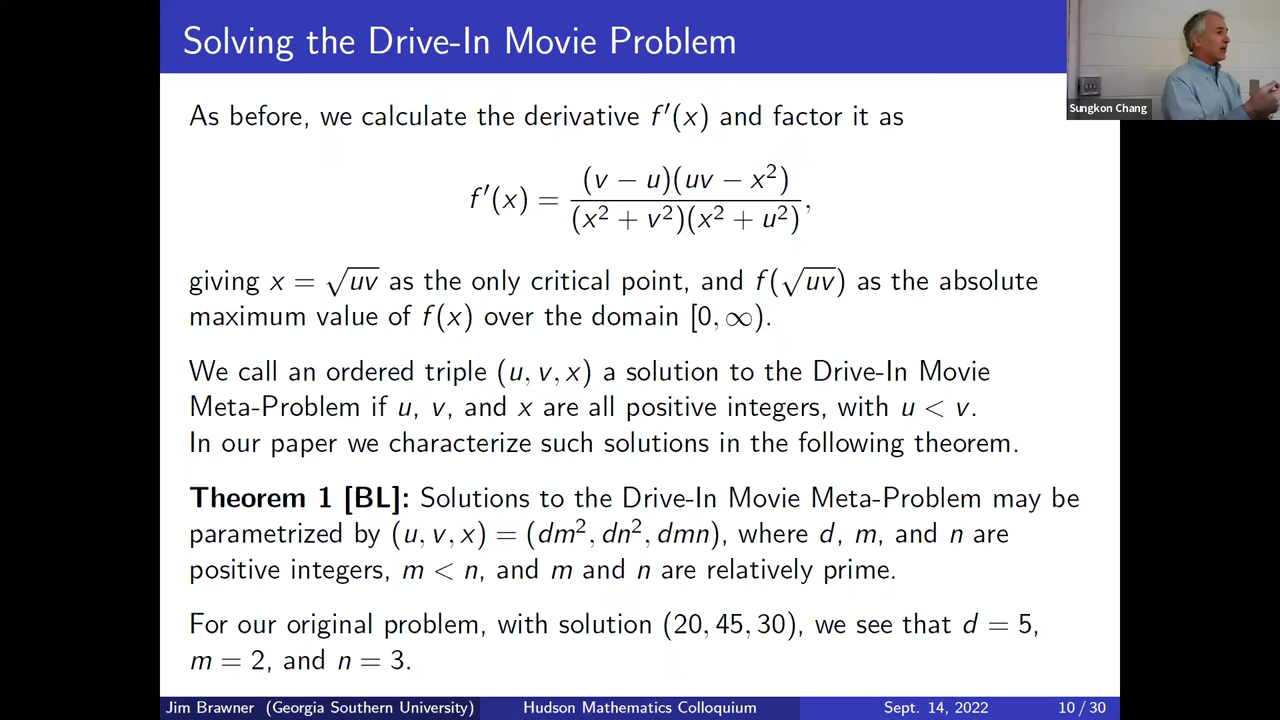 Solving the Drive-In Movie Problem
Sungkon Chang
As before, we calculate the derivative f′(x) and factor it as
f′(x) = (v − u)(uv − x²) / (x² + v²)(x² + u²),
giving x = √uv as the only critical point, and f(√uv) as the absolute
maximum value of f(x) over the domain [0, ∞).
We call an ordered triple (u, v, x) a solution to the Drive-In Movie
Meta-Problem if u, v, and x are all positive integers, with u < v.
In our paper we characterize such solutions in the following theorem.
Theorem 1 [BL]: Solutions to the Drive-In Movie Meta-Problem may be
parametrized by (u, v, x) = (dm², dn², dmn), where d, m, and n are
positive integers, m < n, and m and n are relatively prime.
For our original problem, with solution (20, 45, 30), we see that d = 5,
m = 2, and n = 3.
Jim Brawner (Georgia Southern University) Hudson Mathematics Colloquium Sept. 14, 2022 10 / 30